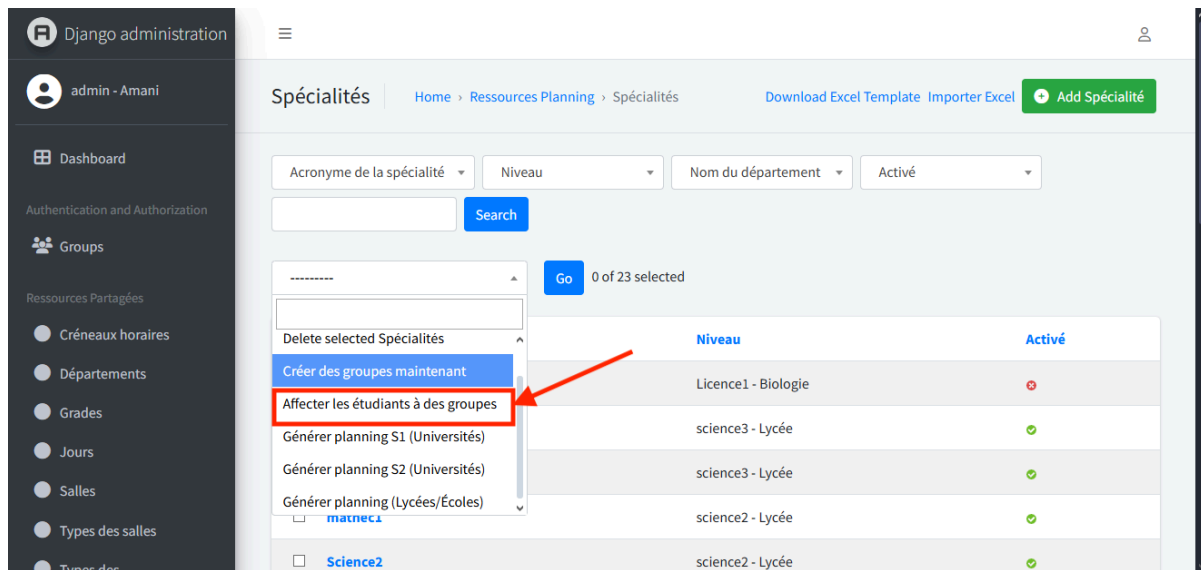 Django administration
admin - Amani
Dashboard
Authentication and Authorization
Groups
Ressources Partagées
Créneaux horaires
Départements
Grades
Jours
Salles
Types des salles
Types des
Spécialités
Home › Ressources Planning › Spécialités
Download Excel Template Importer Excel
Add Spécialité
Acronyme de la spécialité
Niveau
Nom du département
Activé
Search
---------
Go
0 of 23 selected
Delete selected Spécialités
Créer des groupes maintenant
Affecter les étudiants à des groupes
Générer planning S1 (Universités)
Générer planning S2 (Universités)
Générer planning (Lycées/Écoles)
Niveau Activé
Licence1 - Biologie
science3 - Lycée
science3 - Lycée
mathec1 science2 - Lycée
Science2 science2 - Lycée